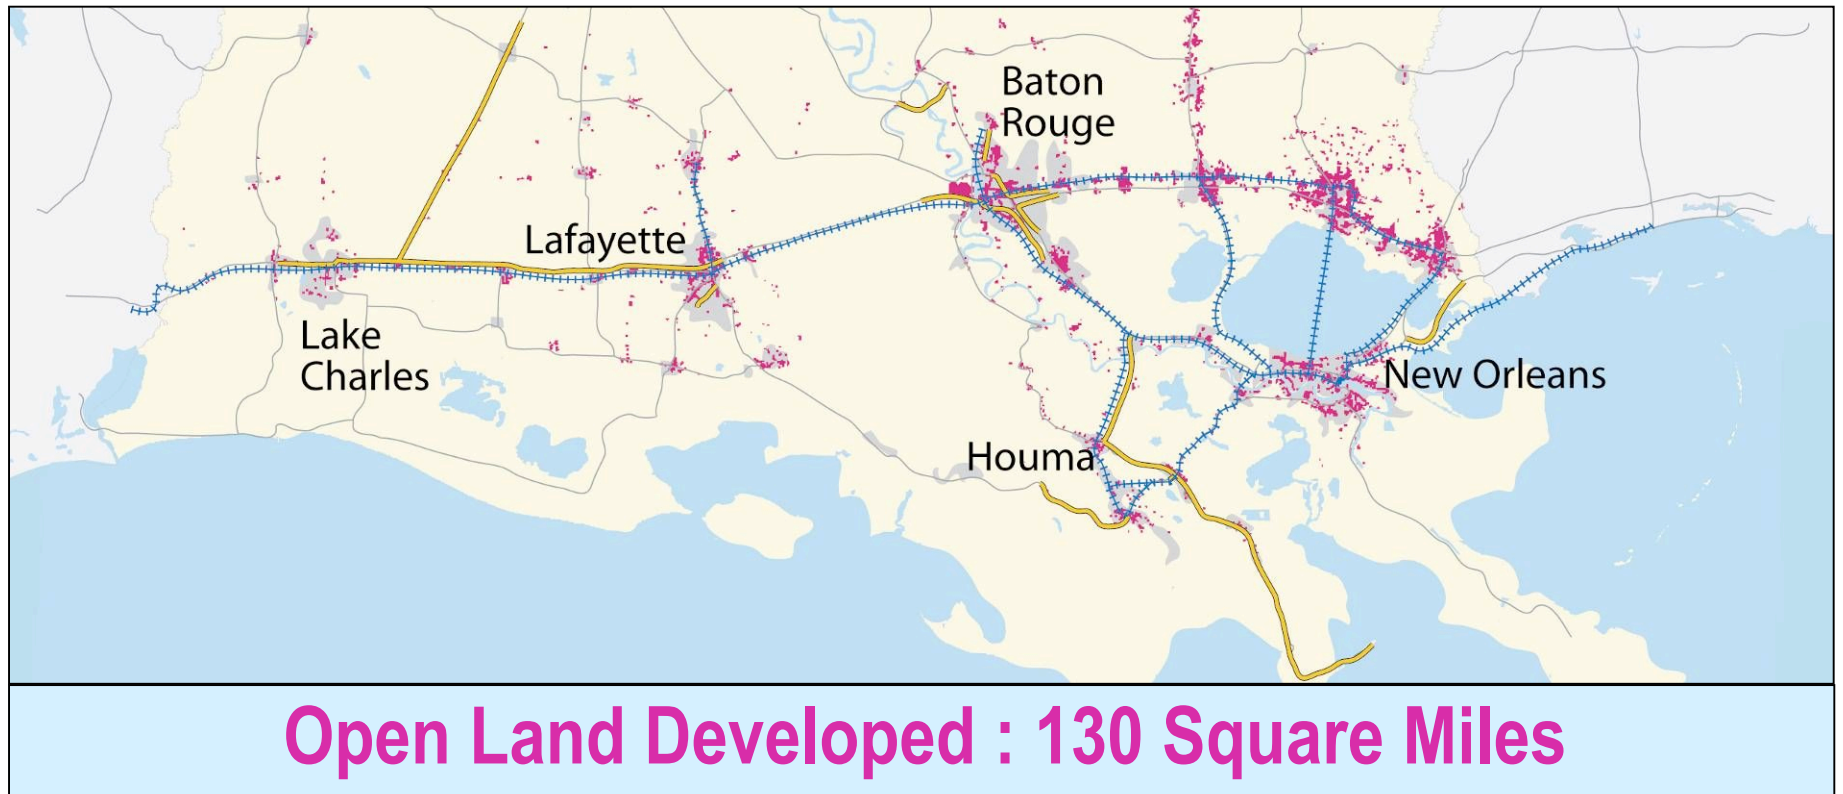 Baton
Rouge
Lafayette
Lake
Charles
New Orleans
Houma
Open Land Developed : 130 Square Miles